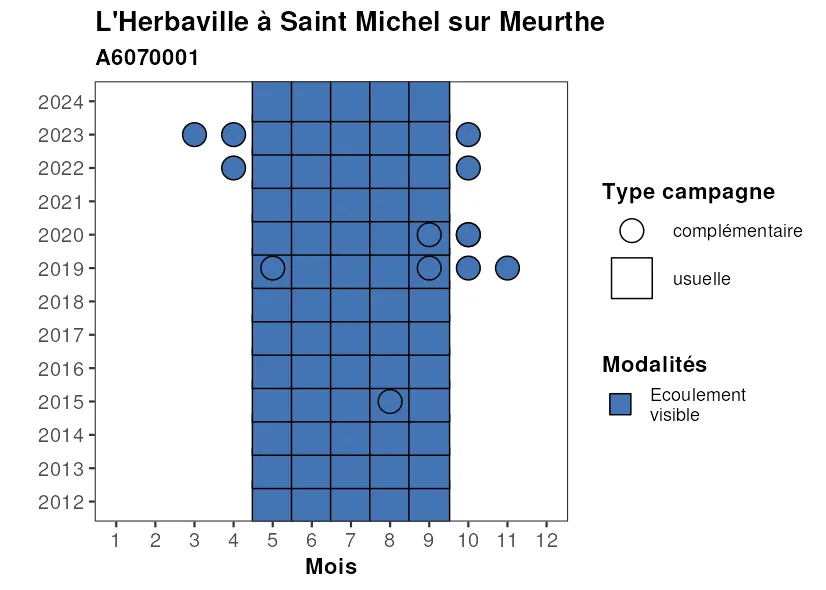 L'Herbaville à Saint Michel sur Meurthe
A6070001
2024
2023
2022
2021
2020
2019
2018
2017
2016
2015
2014
2013
2012
1 2 3 4 5 6 7 8 9 10 11 12
Mois
Type campagne
complémentaire
usuelle
Modalités
Ecoulement
visible